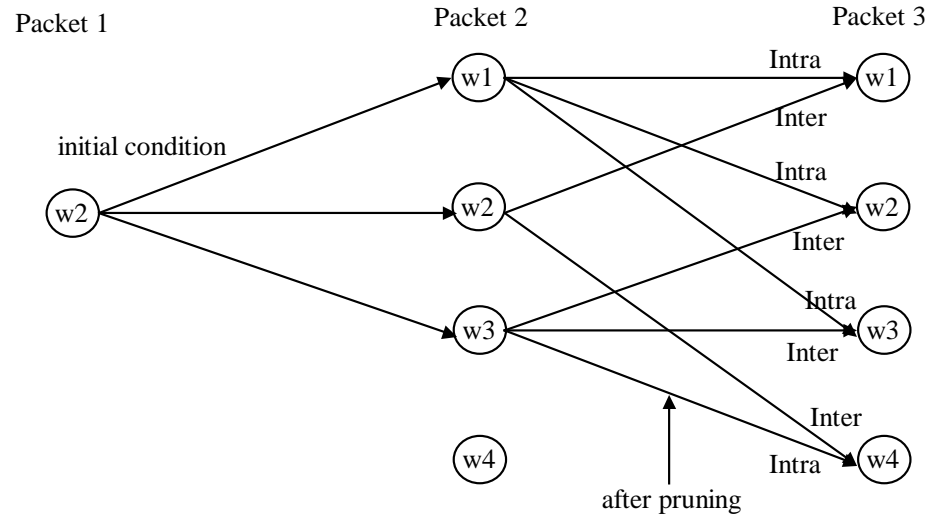 Packet 1
Packet 2
Packet 3
w1
Intra
w1
Inter
initial condition
Intra
w2
w2
w2
Inter
Intra
w3
w3
Inter
Inter
w4
Intra
w4
after pruning